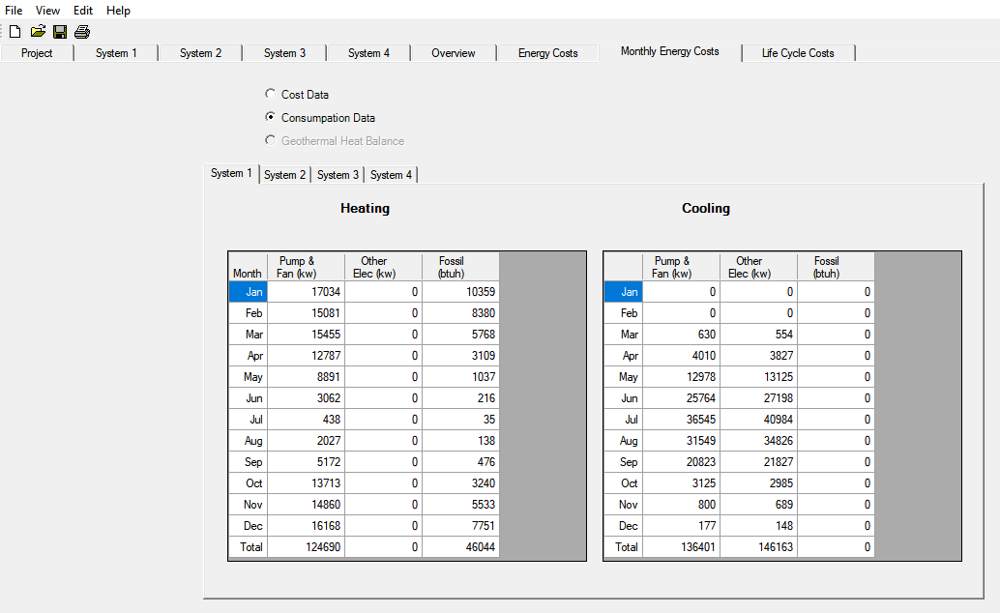 File View Edit Help
Project System 1 System 2 System 3 System 4 Overview Energy Costs Monthly Energy Costs Life Cycle Costs
Cost Data
Consumpation Data
Geothermal Heat Balance
System 1 System 2 System 3 System 4
Heating
Month Pump & Fan (kw) Other Elec (kw) Fossil (btuh)
Jan 17034 0 10359
Feb 15081 0 8380
Mar 15455 0 5768
Apr 12787 0 3109
May 8891 0 1037
Jun 3062 0 216
Jul 438 0 35
Aug 2027 0 138
Sep 5172 0 476
Oct 13713 0 3240
Nov 14860 0 5533
Dec 16168 0 7751
Total 124690 0 46044
Cooling
Pump & Fan (kw) Other Elec (kw) Fossil (btuh)
Jan 0 0 0
Feb 0 0 0
Mar 630 554 0
Apr 4010 3827 0
May 12978 13125 0
Jun 25764 27198 0
Jul 36545 40984 0
Aug 31549 34826 0
Sep 20823 21827 0
Oct 3125 2985 0
Nov 800 689 0
Dec 177 148 0
Total 136401 146163 0